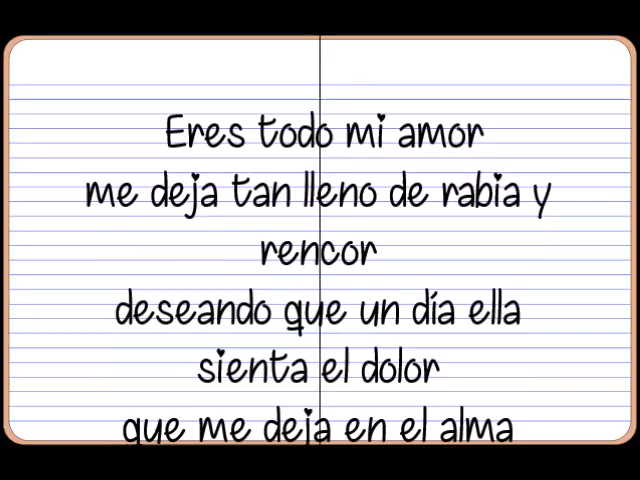 Eres todo mi amor
me deja tan lleno de rabia y
rencor
deseando que un día ella
sienta el dolor
que me deja en el alma